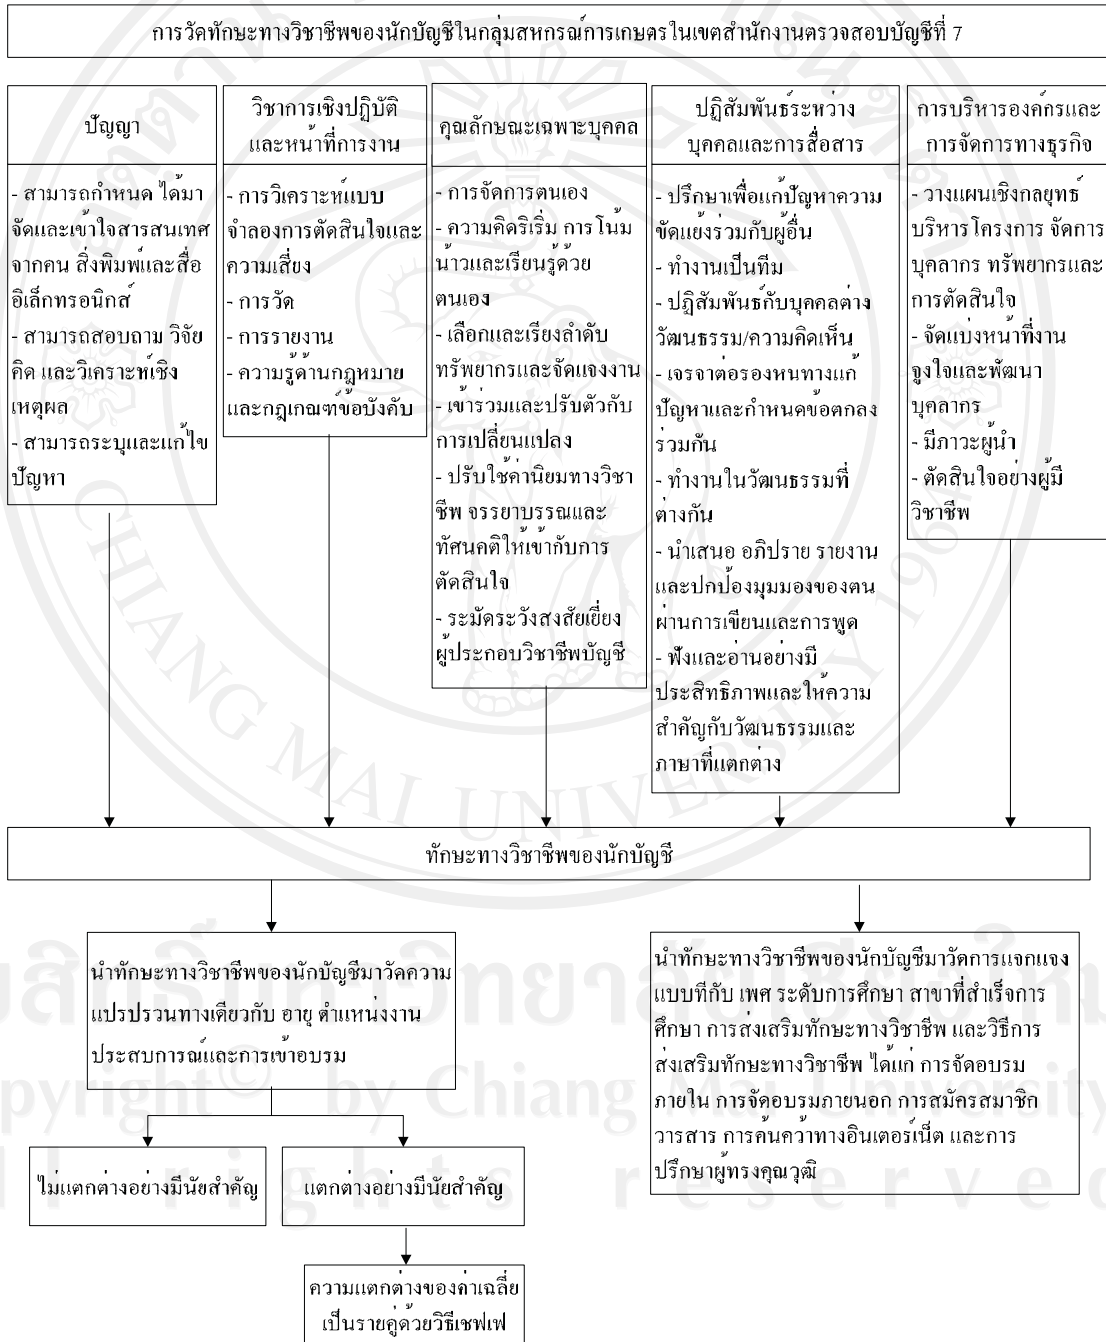 การวัดทักษะทางวิชาชีพของนักบัญชีในกลุ่มสหกรณ์การเกษตรในเขตสำนักงานตรวจสอบบัญชีที่ 7
ปัญญา
- สามารถกำหนด ได้มา
จัดและเข้าใจสารสนเทศ
จากคน สิ่งพิมพ์และสื่อ
อิเล็กทรอนิกส์
- สามารถสอบถาม วิจัย
คิด และวิเคราะห์เชิง
เหตุผล
- สามารถระบุและแก้ไข
ปัญหา
วิชาการเชิงปฏิบัติ
และหน้าที่การงาน
- การวิเคราะห์แบบ
จำลองการตัดสินใจและ
ความเสี่ยง
- การวัด
- การรายงาน
- ความรู้ด้านกฎหมาย
และกฎเกณฑ์ข้อบังคับ
คุณลักษณะเฉพาะบุคคล
- การจัดการตนเอง
- ความคิดริเริ่ม การโน้ม
น้าวและเรียนรู้ด้วย
ตนเอง
- เลือกและเรียงลำดับ
ทรัพยากรและจัดแจงงาน
- เข้าร่วมและปรับตัวกับ
การเปลี่ยนแปลง
- ปรับใช้ค่านิยมทางวิชา
ชีพ จรรยาบรรณและ
ทัศนคติให้เข้ากับการ
ตัดสินใจ
- ระมัดระวังสงสัยเยี่ยง
ผู้ประกอบวิชาชีพบัญชี
ปฏิสัมพันธ์ระหว่าง
บุคคลและการสื่อสาร
- ปรึกษาเพื่อแก้ปัญหาความ
ขัดแย้งร่วมกับผู้อื่น
- ทำงานเป็นทีม
- ปฏิสัมพันธ์กับบุคคลต่าง
วัฒนธรรม/ความคิดเห็น
- เจรจาต่อรองหนทางแก้
ปัญหาและกำหนดข้อตกลง
ร่วมกัน
- ทำงานในวัฒนธรรมที่
ต่างกัน
- นำเสนอ อภิปราย รายงาน
และปกป้องมุมมองของตน
ผ่านการเขียนและการพูด
- ฟังและอ่านอย่างมี
ประสิทธิภาพและให้ความ
สำคัญกับวัฒนธรรมและ
ภาษาที่แตกต่าง
การบริหารองค์กรและ
การจัดการทางธุรกิจ
- วางแผนเชิงกลยุทธ์
บริหารโครงการ จัดการ
บุคลากร ทรัพยากรและ
การตัดสินใจ
- จัดแบ่งหน้าที่งาน
จูงใจและพัฒนา
บุคลากร
- มีภาวะผู้นำ
- ตัดสินใจอย่างผู้มี
วิชาชีพ
ทักษะทางวิชาชีพของนักบัญชี
นำทักษะทางวิชาชีพของนักบัญชีมาวัดความ
แปรปรวนทางเดียวกับ อายุ ตำแหน่งงาน
ประสบการณ์และการเข้าอบรม
นำทักษะทางวิชาชีพของนักบัญชีมาวัดการแจกแจง
แบบทีกับ เพศ ระดับการศึกษา สาขาที่สำเร็จการ
ศึกษา การส่งเสริมทักษะทางวิชาชีพ และวิธีการ
ส่งเสริมทักษะทางวิชาชีพ ได้แก่ การจัดอบรม
ภายใน การจัดอบรมภายนอก การสมัครสมาชิก
วารสาร การค้นคว้าทางอินเตอร์เน็ต และการ
ปรึกษาผู้ทรงคุณวุฒิ
ไม่แตกต่างอย่างมีนัยสำคัญ
แตกต่างอย่างมีนัยสำคัญ
ความแตกต่างของค่าเฉลี่ย
เป็นรายคู่ด้วยวิธีเชฟเฟ
CHIANG MAI UNIVERSITY 1964
by Chiang Mai University
rights reserved